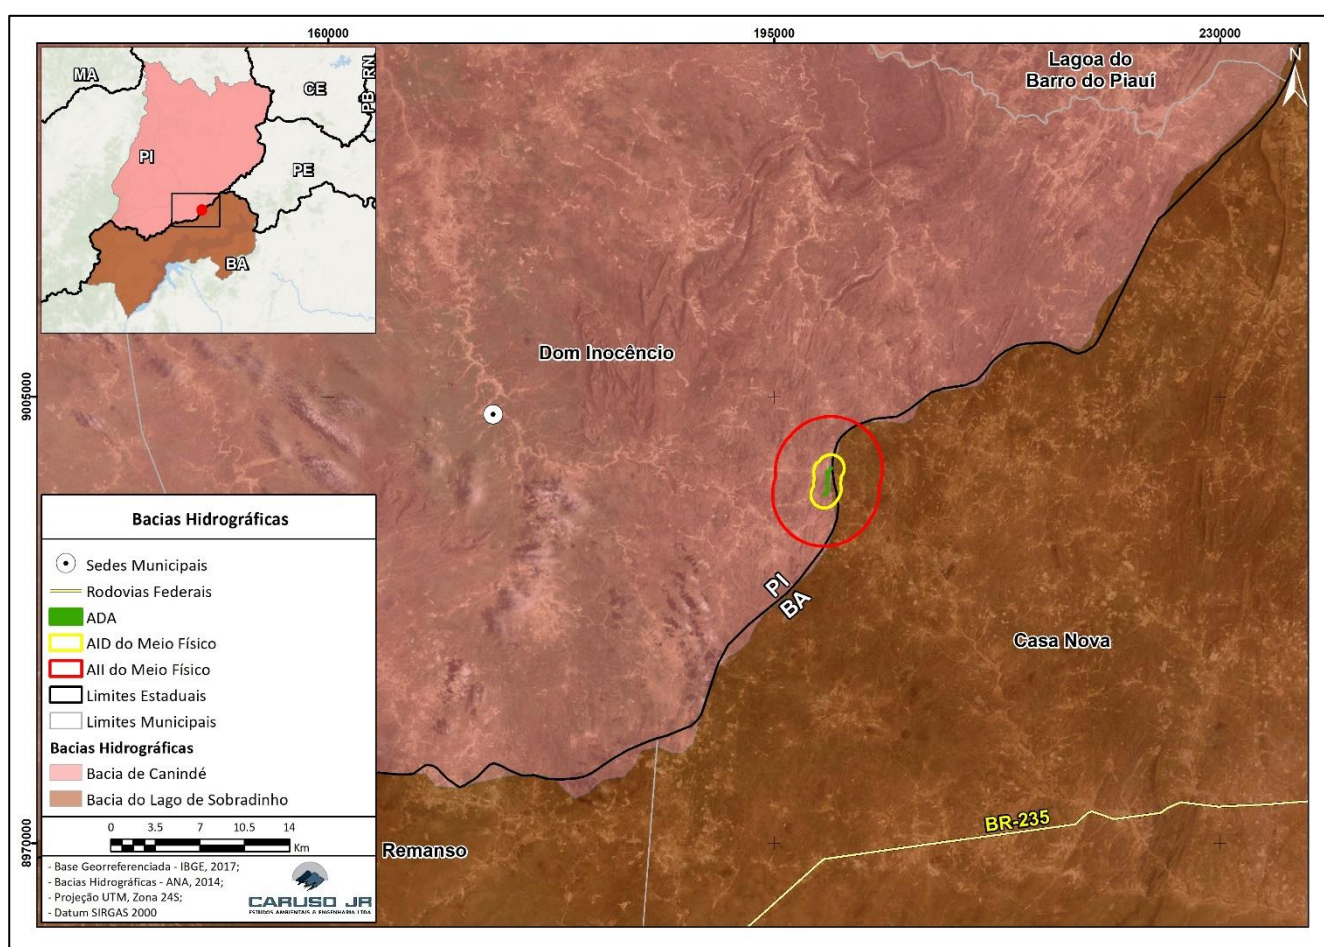 160000
195000
230000
MA
CE
RN
PB
PI
PE
BA
Lagoa do
Barro do Piauí
N
Dom Inocêncio
9005000
PI
BA
Casa Nova
BR-235
Remanso
8970000
Bacias Hidrográficas
Sedes Municipais
Rodovias Federais
ADA
AID do Meio Físico
AII do Meio Físico
Limites Estaduais
Limites Municipais
Bacias Hidrográficas
Bacia de Canindé
Bacia do Lago de Sobradinho
0 3.5 7 10.5 14
Km
- Base Georreferenciada - IBGE, 2017;
- Bacias Hidrográficas - ANA, 2014;
- Projeção UTM, Zona 24S;
- Datum SIRGAS 2000
CARUSO JR
ESTUDOS AMBIENTAIS & ENGENHARIA LTDA